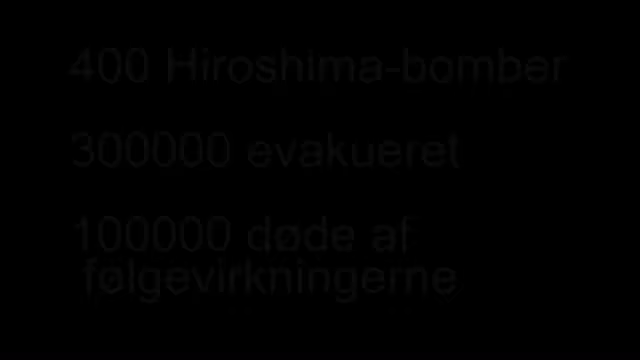 400 Hiroshima-bomber
300000 evakueret
100000 døde af
følgevirkningerne